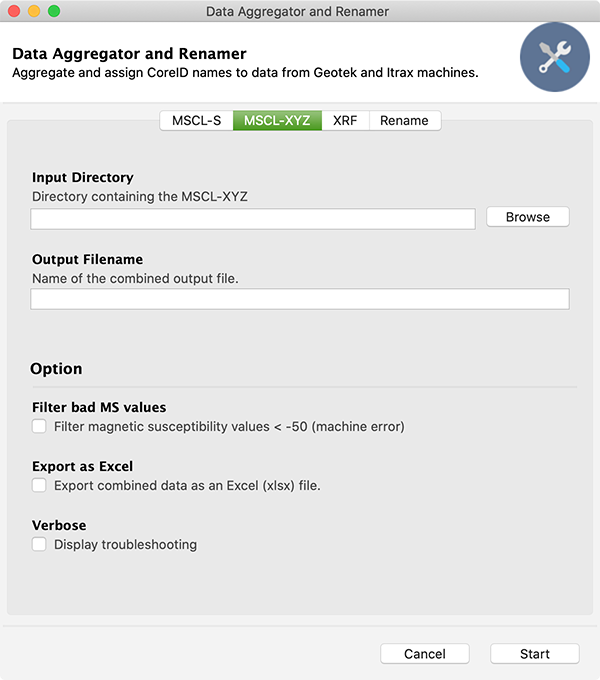 Data Aggregator and Renamer
Data Aggregator and Renamer
Aggregate and assign CoreID names to data from Geotek and Itrax machines.
MSCL-S MSCL-XYZ XRF Rename
Input Directory
Directory containing the MSCL-XYZ
Browse
Output Filename
Name of the combined output file.
Option
Filter bad MS values
Filter magnetic susceptibility values < -50 (machine error)
Export as Excel
Export combined data as an Excel (xlsx) file.
Verbose
Display troubleshooting
Cancel Start